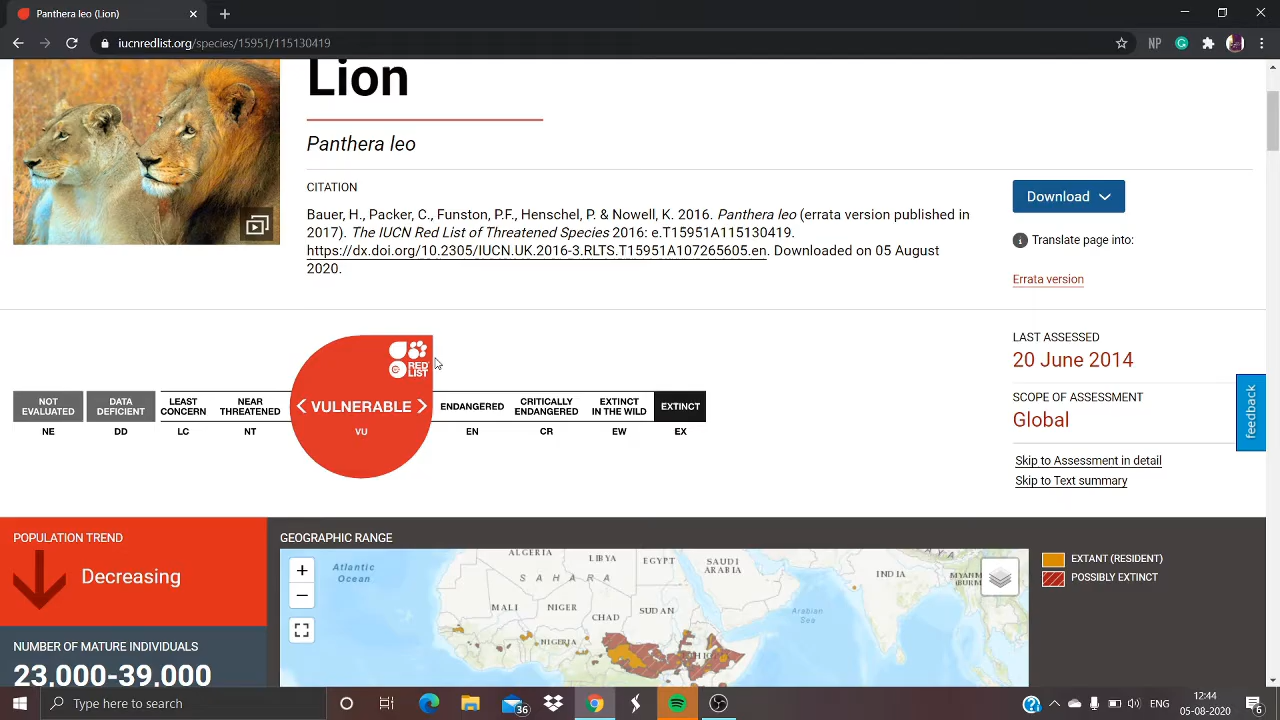 Panthera leo (Lion)
iucnredlist.org/species/15951/115130419
NP
Lion
Panthera leo
CITATION
Bauer, H., Packer, C., Funston, P.F., Henschel, P. & Nowell, K. 2016. Panthera leo (errata version published in
2017). The IUCN Red List of Threatened Species 2016: e.T15951A115130419.
https://dx.doi.org/10.2305/IUCN.UK.2016-3.RLTS.T15951A107265605.en. Downloaded on 05 August
2020.
Download
Translate page into:
Errata version
LAST ASSESSED
20 June 2014
SCOPE OF ASSESSMENT
Global
Skip to Assessment in detail
Skip to Text summary
feedback
RED
LIST
NOT
EVALUATED
NE
DATA
DEFICIENT
DD
LEAST
CONCERN
LC
NEAR
THREATENED
NT
< VULNERABLE >
VU
ENDANGERED
EN
CRITICALLY
ENDANGERED
CR
EXTINCT
IN THE WILD
EW
EXTINCT
EX
POPULATION TREND
Decreasing
NUMBER OF MATURE INDIVIDUALS
23,000-39,000
GEOGRAPHIC RANGE
+
−
Atlantic
Ocean
ALGERIA
LIBYA
EGYPT
SAUDI
ARABIA
SAHARA
MALI
NIGER
CHAD
SUDAN
NIGERIA
INDIA
Arabian
Sea
EXTANT (RESIDENT)
POSSIBLY EXTINCT
Type here to search
36
ENG
12:44
05-08-2020
6